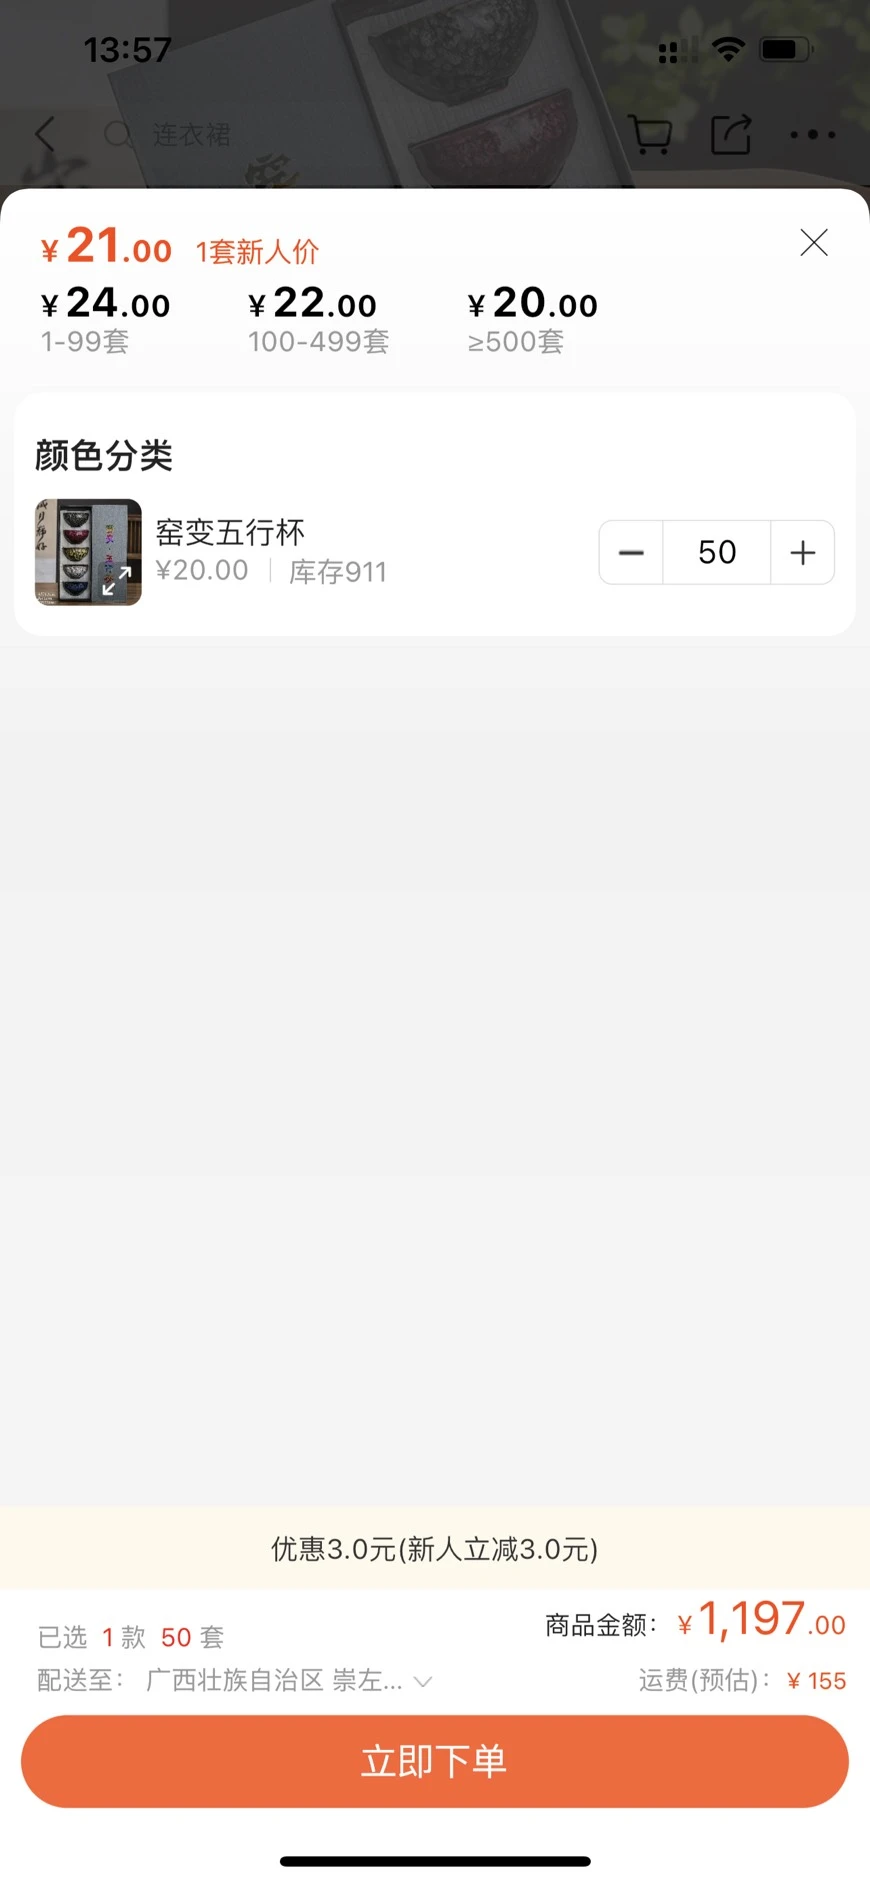 13:57
连衣裙
¥21.00 1套新人价
¥24.00 ¥22.00 ¥20.00
1-99套 100-499套 ≥500套
颜色分类
窑变五行杯
¥20.00 库存911
50
优惠3.0元(新人立减3.0元)
已选 1 款 50 套
商品金额: ¥1,197.00
配送至: 广西壮族自治区 崇左...
运费(预估): ¥155
立即下单